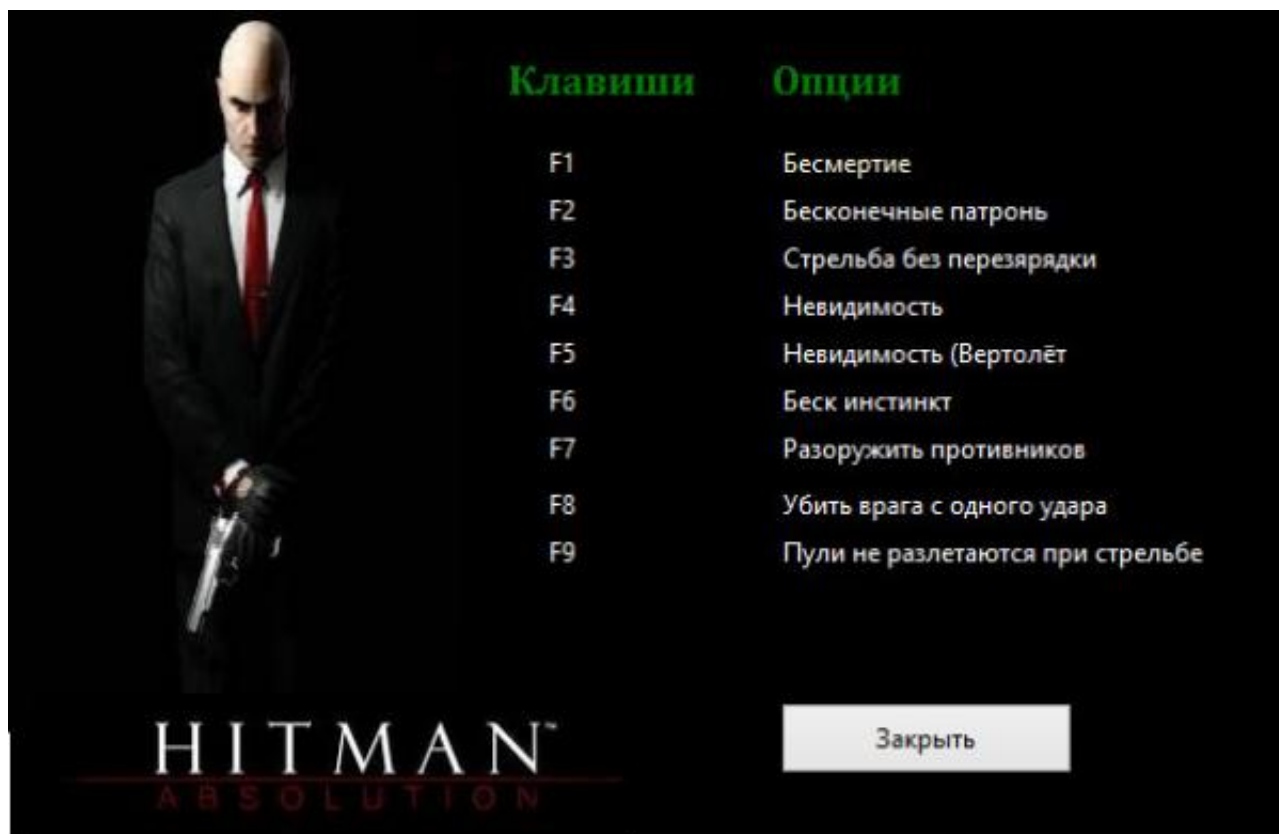 Клавиши Опции
F1 Бесмертие
F2 Бесконечные патронь
F3 Стрельба без перезярядки
F4 Невидимость
F5 Невидимость (Вертолёт
F6 Беск инстинкт
F7 Разоружить противников
F8 Убить врага с одного удара
F9 Пули не разлетаются при стрельбе
Закрыть
HITMAN™
ABSOLUTION